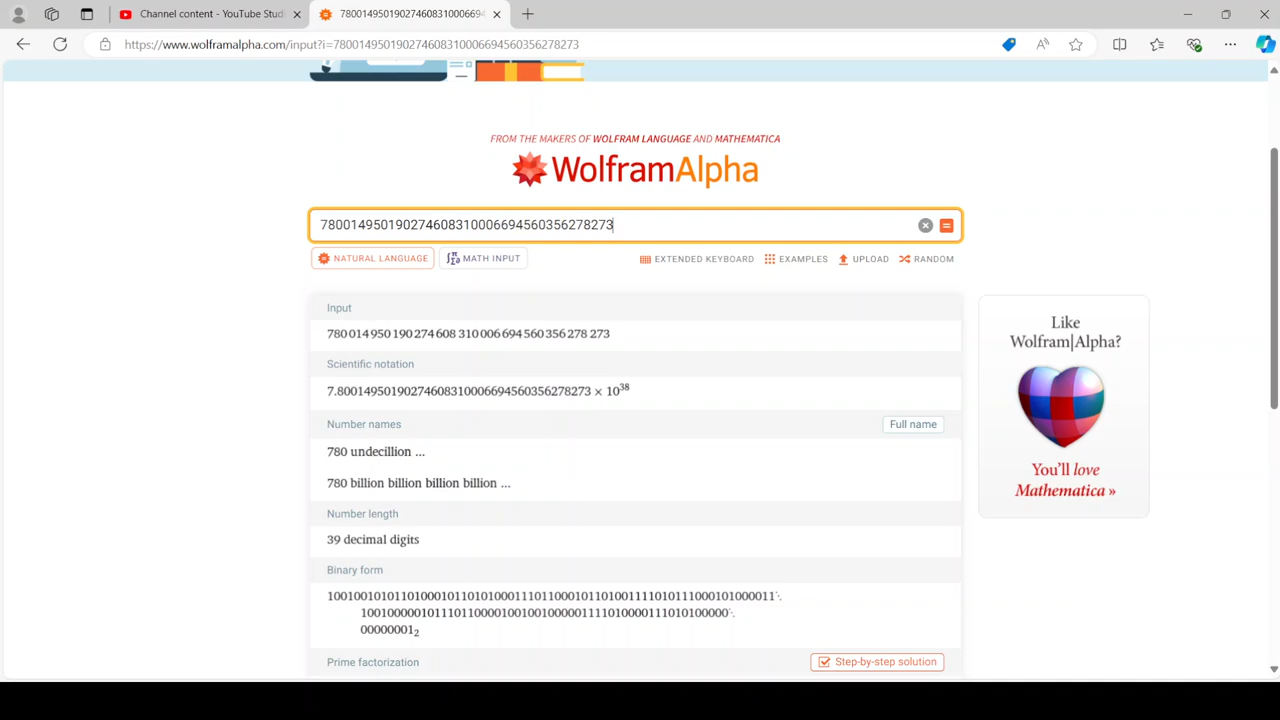 Channel content - YouTube Stud
780014950190274608310006694
https://www.wolframalpha.com/input?i=780014950190274608310006694560356278273
FROM THE MAKERS OF WOLFRAM LANGUAGE AND MATHEMATICA
WolframAlpha
780014950190274608310006694560356278273
NATURAL LANGUAGE
MATH INPUT
EXTENDED KEYBOARD
EXAMPLES
UPLOAD
RANDOM
Input
780 014 950 190 274 608 310 006 694 560 356 278 273
Scientific notation
7.80014950190274608310006694560356278273 × 10^38
Number names
Full name
780 undecillion ...
780 billion billion billion billion ...
Number length
39 decimal digits
Binary form
1001001010110100010110101000111011000101101001111010111000101000011⋱
1001000001011101100001001001000001111010000111010100000⋱
00000001₂
Prime factorization
Step-by-step solution
Like
Wolfram|Alpha?
You'll love
Mathematica »